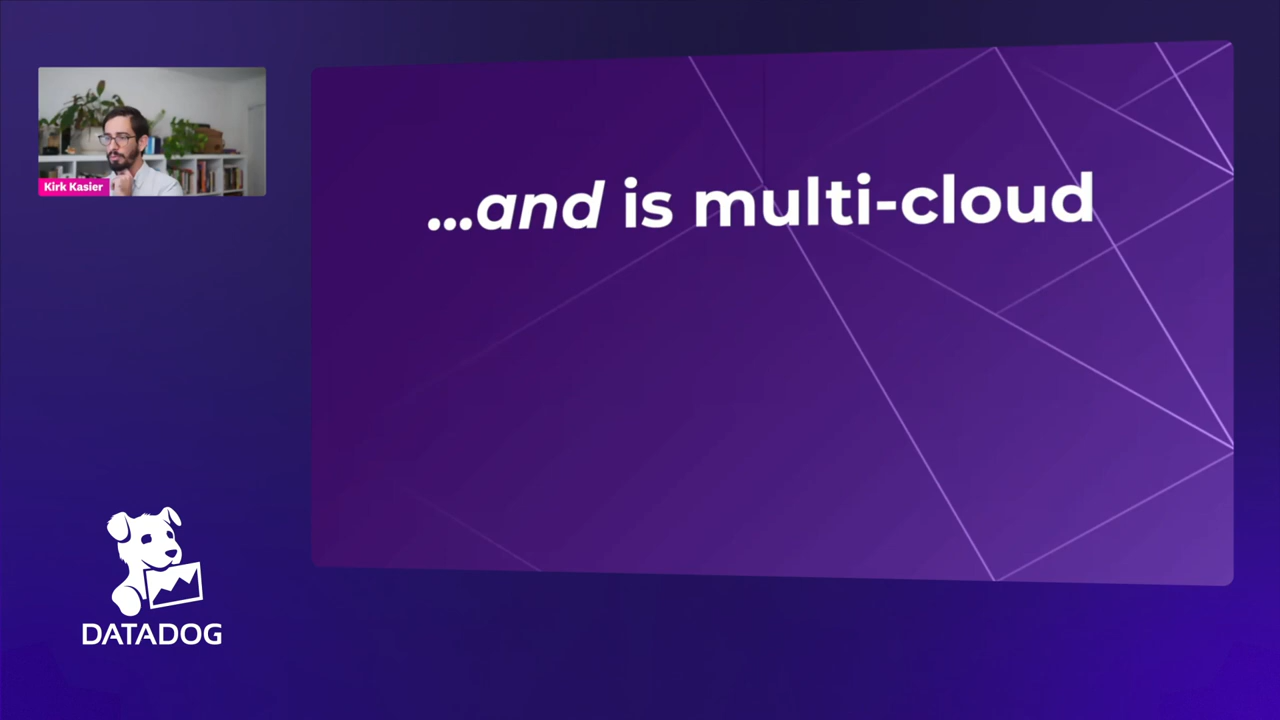 ...and is multi-cloud
Kirk Kasier
DATADOG